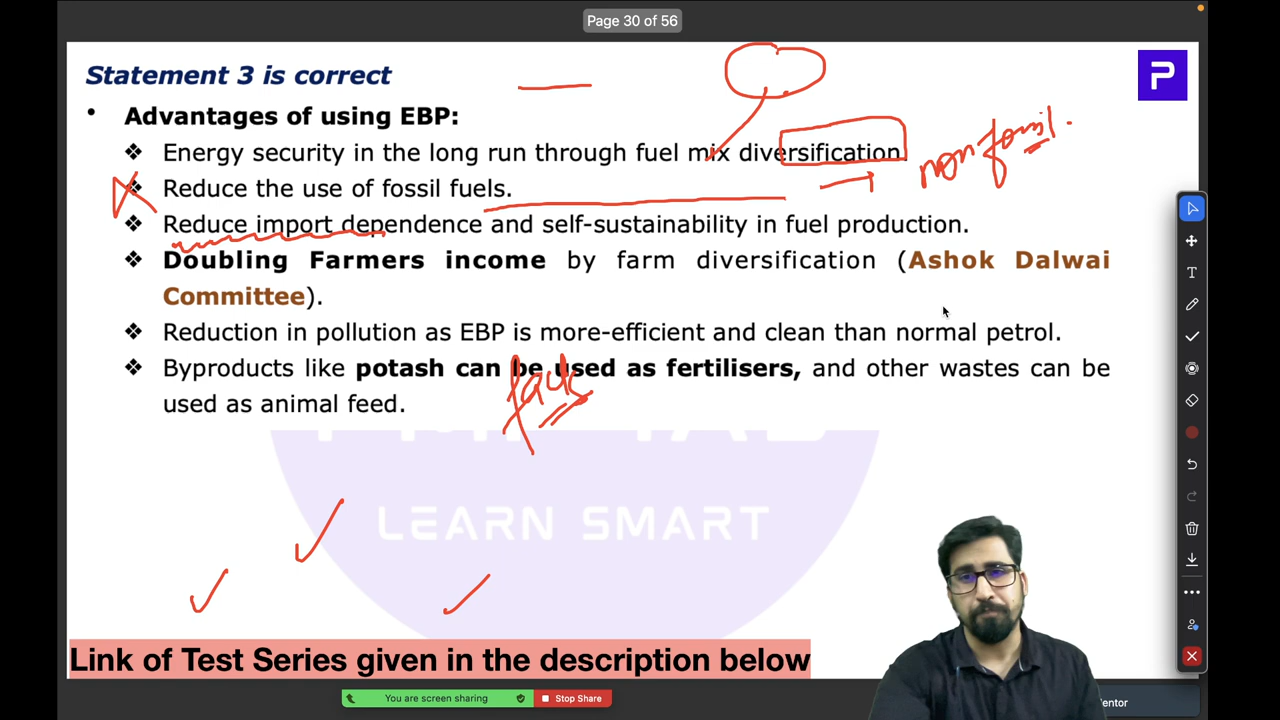 Page 30 of 56
Statement 3 is correct
P
• Advantages of using EBP:
❖ Energy security in the long run through fuel mix diversification.
non fossil.
❖ Reduce the use of fossil fuels.
❖ Reduce import dependence and self-sustainability in fuel production.
❖ Doubling Farmers income by farm diversification (Ashok Dalwai
Committee).
❖ Reduction in pollution as EBP is more-efficient and clean than normal petrol.
❖ Byproducts like potash can be used as fertilisers, and other wastes can be
used as animal feed.
LEARN SMART
Link of Test Series given in the description below
You are screen sharing
Stop Share